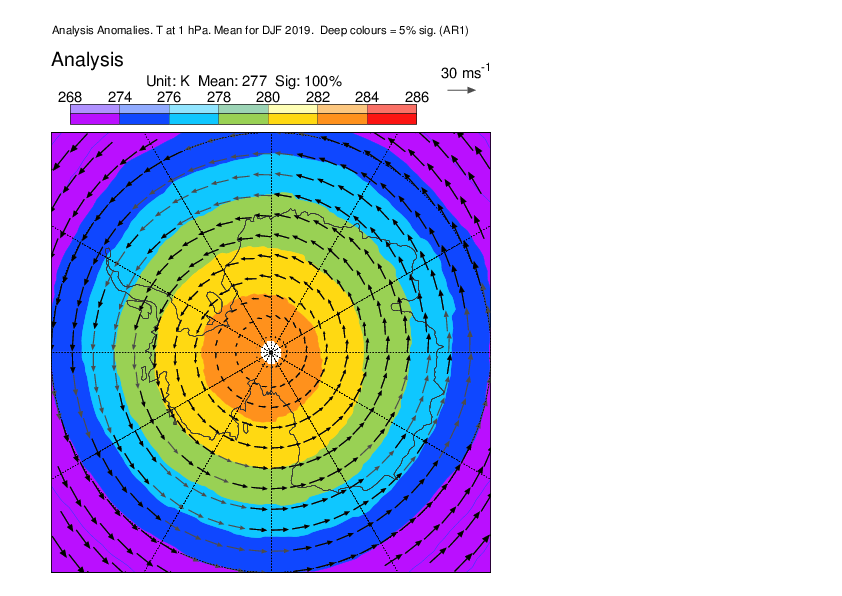 Analysis Anomalies. T at 1 hPa. Mean for DJF 2019.  Deep colours = 5% sig. (AR1)
Analysis
30 ms⁻¹
Unit: K  Mean: 277  Sig: 100%
268 274 276 278 280 282 284 286